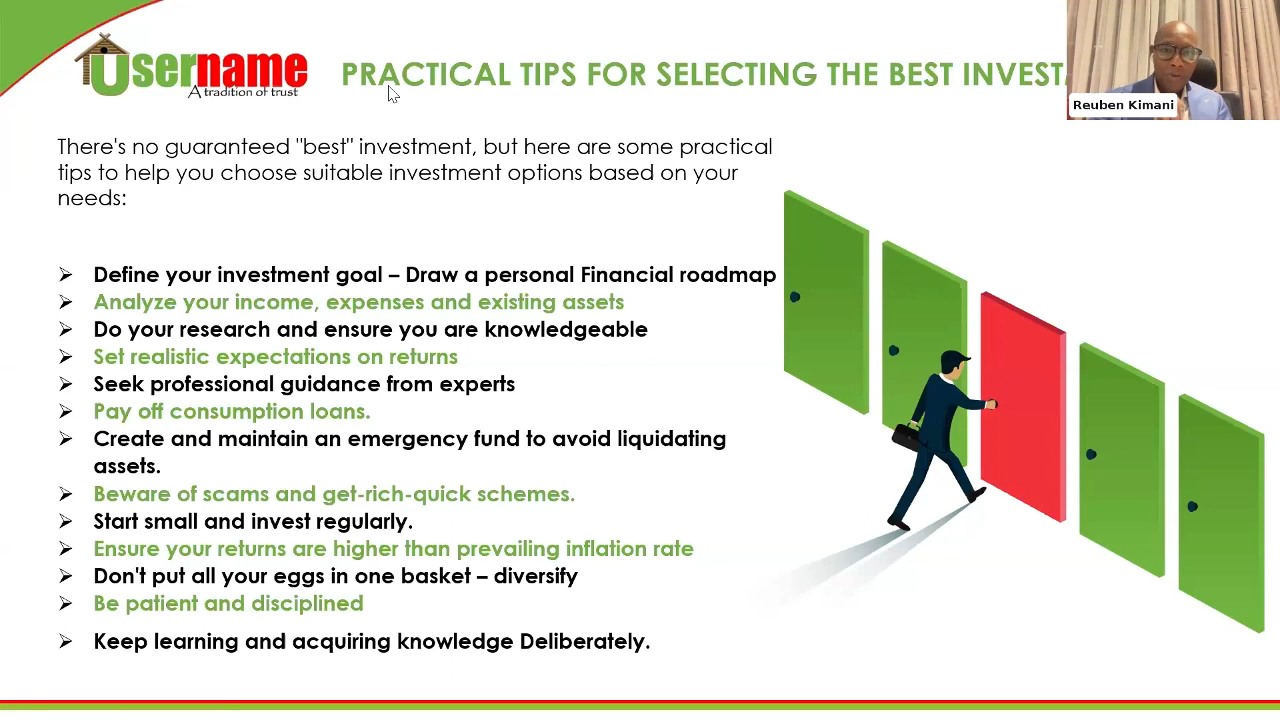 Username
A tradition of trust
PRACTICAL TIPS FOR SELECTING THE BEST INVEST
Reuben Kimani
There's no guaranteed "best" investment, but here are some practical
tips to help you choose suitable investment options based on your
needs:
➢ Define your investment goal – Draw a personal Financial roadmap
➢ Analyze your income, expenses and existing assets
➢ Do your research and ensure you are knowledgeable
➢ Set realistic expectations on returns
➢ Seek professional guidance from experts
➢ Pay off consumption loans.
➢ Create and maintain an emergency fund to avoid liquidating
assets.
➢ Beware of scams and get-rich-quick schemes.
➢ Start small and invest regularly.
➢ Ensure your returns are higher than prevailing inflation rate
➢ Don't put all your eggs in one basket – diversify
➢ Be patient and disciplined
➢ Keep learning and acquiring knowledge Deliberately.